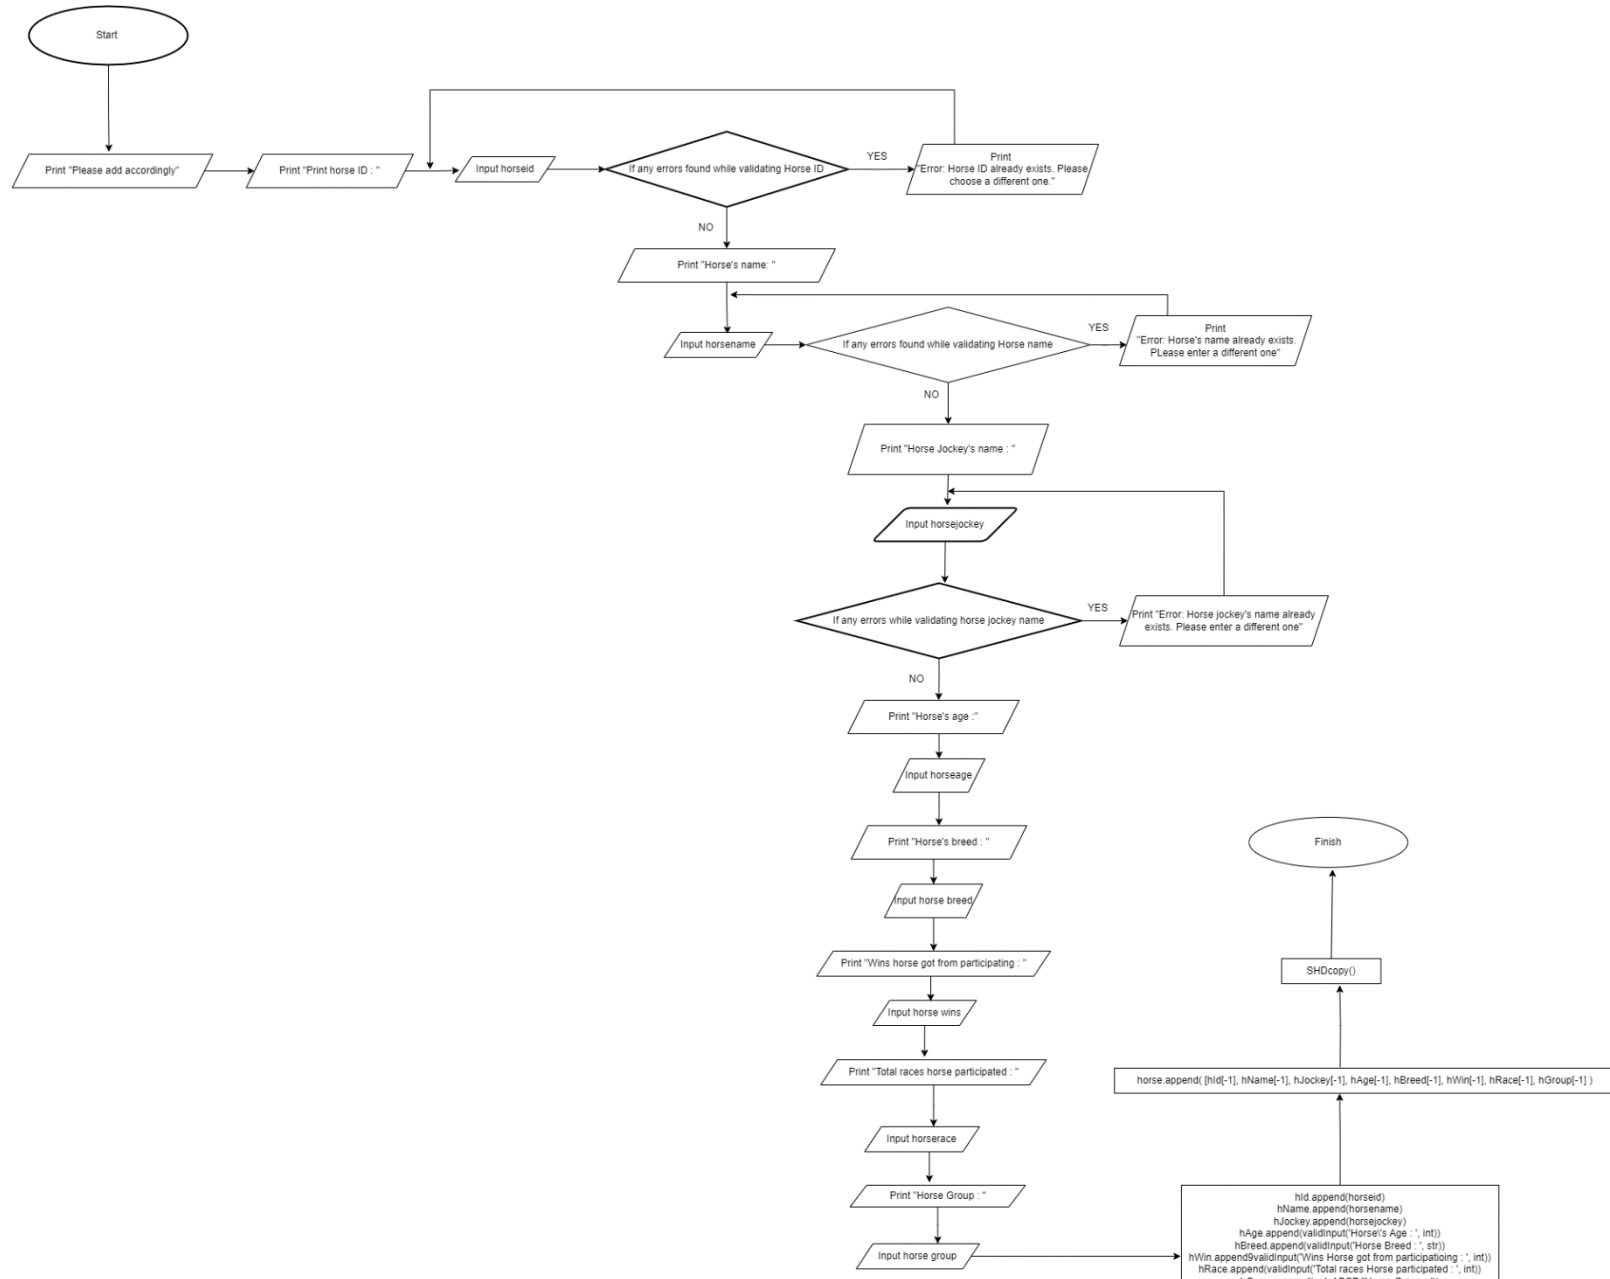 Start
Print "Please add accordingly"
Print "Print horse ID : "
Input horseid
If any errors found while validating Horse ID
YES
Print
"Error: Horse ID already exists. Please
choose a different one."
NO
Print "Horse's name: "
Input horsename
If any errors found while validating Horse name
YES
Print
"Error: Horse's name already exists.
PLease enter a different one"
NO
Print "Horse Jockey's name : "
Input horsejockey
If any errors while validating horse jockey name
YES
Print "Error: Horse jockey's name already
exists. Please enter a different one"
NO
Print "Horse's age :"
Input horseage
Print "Horse's breed : "
Input horse breed
Print "Wins horse got from participating : "
Input horse wins
Print "Total races horse participated : "
Input horserace
Print "Horse Group : "
Input horse group
hId.append(horseid)
hName.append(horsename)
hJockey.append(horsejockey)
hAge.append(validInput('Horse\'s Age : ', int))
hBreed.append(validInput('Horse Breed : ', str))
hWin.append9validInput('Wins Horse got from participatioing : ', int))
hRace.append(validInput('Total races Horse participated : ', int))
horse.append( [hId[-1], hName[-1], hJockey[-1], hAge[-1], hBreed[-1], hWin[-1], hRace[-1], hGroup[-1] )
SHDcopy()
Finish